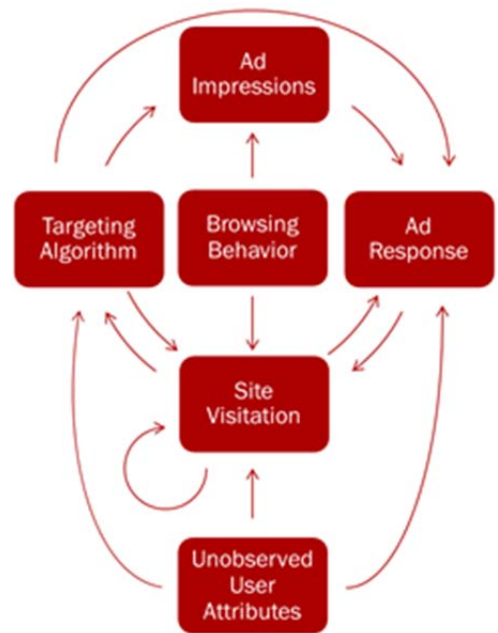 Ad
Impressions
Targeting
Algorithm
Browsing
Behavior
Ad
Response
Site
Visitation
Unobserved
User
Attributes